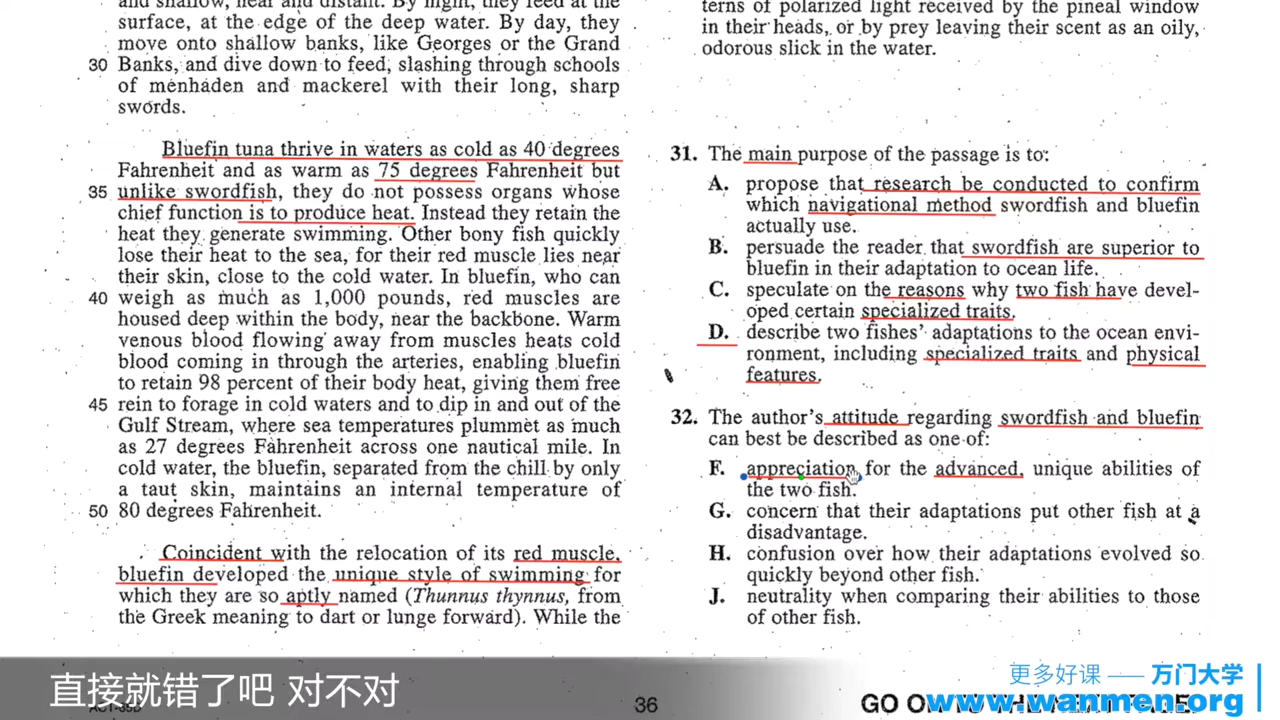 and shallow, near and distant. By night, they feed at the
surface, at the edge of the deep water. By day, they
move onto shallow banks, like Georges or the Grand
30 Banks, and dive down to feed, slashing through schools
of menhaden and mackerel with their long, sharp
swords.
Bluefin tuna thrive in waters as cold as 40 degrees
Fahrenheit and as warm as 75 degrees Fahrenheit but
35 unlike swordfish, they do not possess organs whose
chief function is to produce heat. Instead they retain the
heat they generate swimming. Other bony fish quickly
lose their heat to the sea, for their red muscle lies near
their skin, close to the cold water. In bluefin, who can
40 weigh as much as 1,000 pounds, red muscles are
housed deep within the body, near the backbone. Warm
venous blood flowing away from muscles heats cold
blood coming in through the arteries, enabling bluefin
to retain 98 percent of their body heat, giving them free
45 rein to forage in cold waters and to dip in and out of the
Gulf Stream, where sea temperatures plummet as much
as 27 degrees Fahrenheit across one nautical mile. In
cold water, the bluefin, separated from the chill by only
a taut skin, maintains an internal temperature of
50 80 degrees Fahrenheit.
Coincident with the relocation of its red muscle,
bluefin developed the unique style of swimming for
which they are so aptly named (Thunnus thynnus, from
the Greek meaning to dart or lunge forward). While the
terns of polarized light received by the pineal window
in their heads, or by prey leaving their scent as an oily,
odorous slick in the water.
31. The main purpose of the passage is to:
A. propose that research be conducted to confirm
which navigational method swordfish and bluefin
actually use.
B. persuade the reader that swordfish are superior to
bluefin in their adaptation to ocean life.
C. speculate on the reasons why two fish have devel-
oped certain specialized traits.
D. describe two fishes' adaptations to the ocean envi-
ronment, including specialized traits and physical
features.
32. The author's attitude regarding swordfish and bluefin
can best be described as one of:
F. appreciation for the advanced, unique abilities of
the two fish.
G. concern that their adaptations put other fish at a
disadvantage.
H. confusion over how their adaptations evolved so
quickly beyond other fish.
J. neutrality when comparing their abilities to those
of other fish.
直接就错了吧 对不对
36
更多好课 —— 万门大学
GO ON TO THE NEXT PAGE.
www.wanmen.org